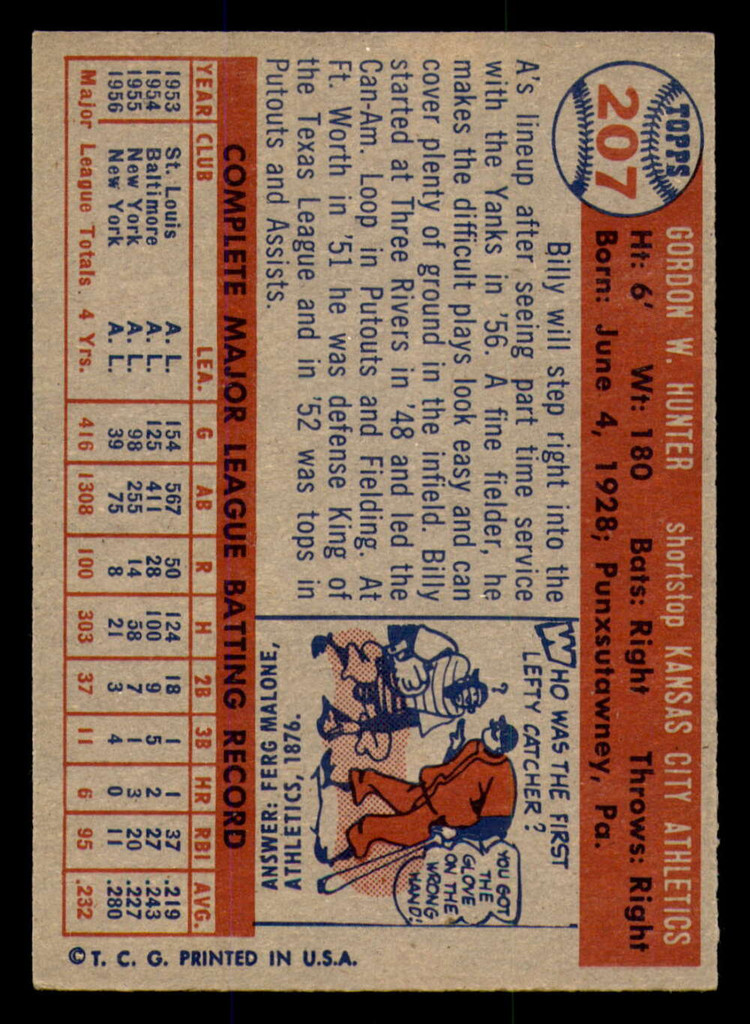 TOPPS
207
GORDON W. HUNTER shortstop KANSAS CITY ATHLETICS
Ht: 6' Wt: 180 Bats: Right Throws: Right
Born: June 4, 1928; Punxsutawney, Pa.
Billy will step right into the
A's lineup after seeing part time service
with the Yanks in '56. A fine fielder, he
makes the difficult plays look easy and can
cover plenty of ground in the infield. Billy
started at Three Rivers in '48 and led the
Can-Am. Loop in Putouts and Fielding. At
Ft. Worth in '51 he was defense King of
the Texas League and in '52 was tops in
Putouts and Assists.
WHO WAS THE FIRST
LEFTY CATCHER?
?
YOU GOT
THE
GLOVE
ON THE
WRONG
HAND!
ANSWER: FERG MALONE,
ATHLETICS, 1876.
COMPLETE MAJOR LEAGUE BATTING RECORD
YEAR CLUB LEA. G AB R H 2B 3B HR RBI AVG.
1953 St. Louis A. L. 154 567 50 124 18 1 1 37 .219
1954 Baltimore A. L. 125 411 28 100 9 5 2 27 .243
1955 New York A. L. 98 255 14 58 7 1 3 20 .227
1956 New York A. L. 39 75 8 21 3 4 0 11 .280
Major League Totals 4 Yrs. 416 1308 100 303 37 11 6 95 .232
© T. C. G. PRINTED IN U.S.A.